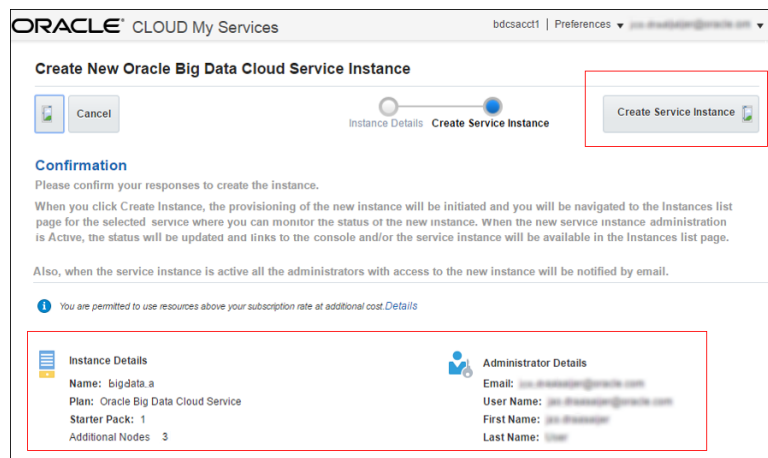 ORACLE CLOUD My Services
bdcsacct1 | Preferences
Create New Oracle Big Data Cloud Service Instance
Cancel
Instance Details Create Service Instance
Create Service Instance
Confirmation
Please confirm your responses to create the instance.
When you click Create Instance, the provisioning of the new instance will be initiated and you will be navigated to the Instances list
page for the selected service where you can monitor the status of the new instance. When the new service instance administration
is Active, the status will be updated and links to the console and/or the service instance will be available in the Instances list page.
Also, when the service instance is active all the administrators with access to the new instance will be notified by email.
You are permitted to use resources above your subscription rate at additional cost.Details
Instance Details
Name: bigdata.a
Plan: Oracle Big Data Cloud Service
Starter Pack: 1
Additional Nodes 3
Administrator Details
Email:
User Name:
First Name:
Last Name: